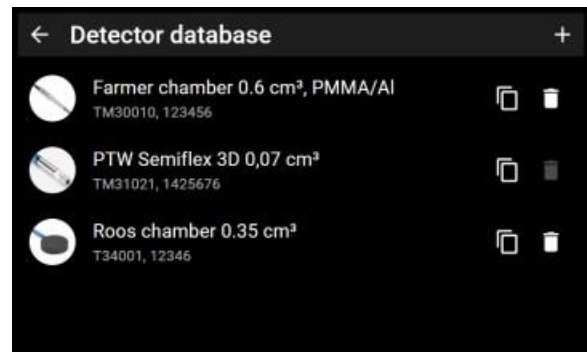 Detector database
Farmer chamber 0.6 cm³, PMMA/Al
TM30010, 123456
PTW Semiflex 3D 0,07 cm³
TM31021, 1425676
Roos chamber 0.35 cm³
T34001, 12346